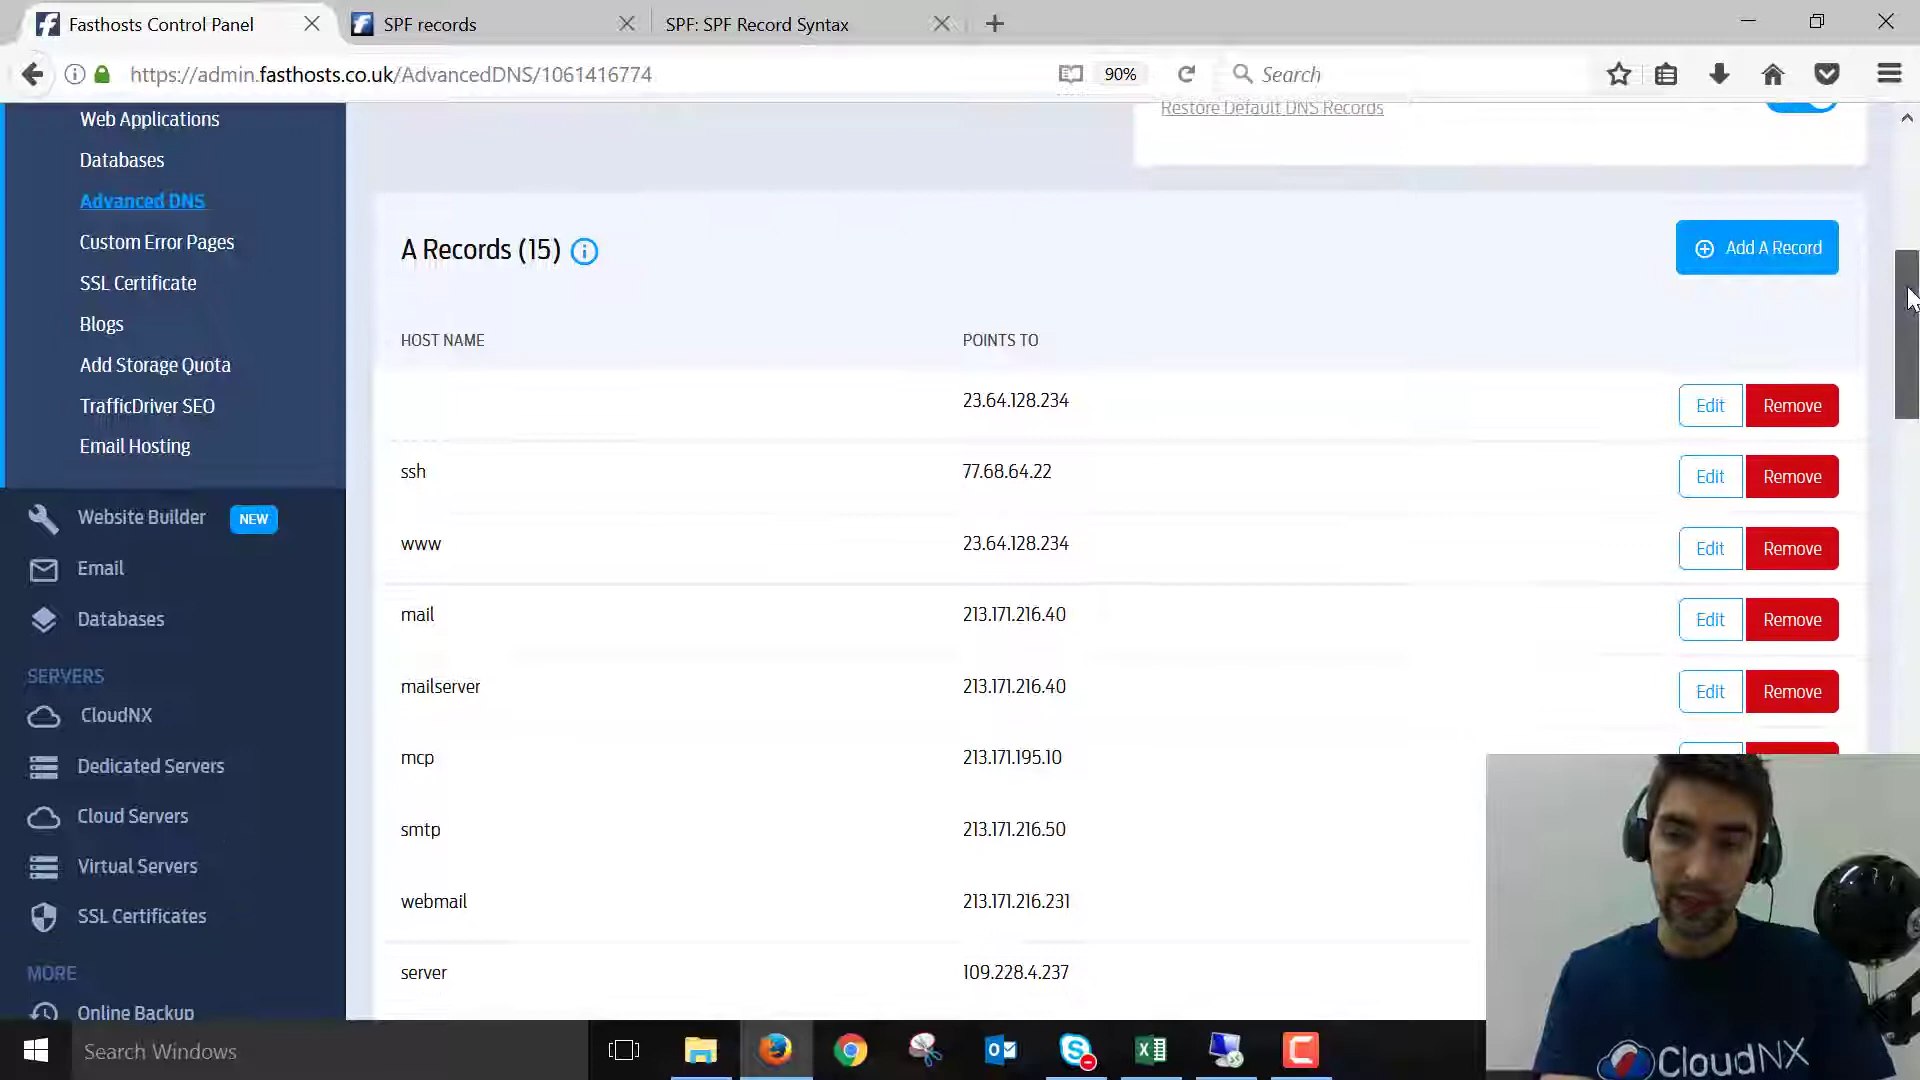 Fasthosts Control Panel
SPF records
SPF: SPF Record Syntax
https://admin.fasthosts.co.uk/AdvancedDNS/1061416774
90%
Search
Web Applications
Databases
Advanced DNS
Custom Error Pages
SSL Certificate
Blogs
Add Storage Quota
TrafficDriver SEO
Email Hosting
Website Builder NEW
Email
Databases
SERVERS
CloudNX
Dedicated Servers
Cloud Servers
Virtual Servers
SSL Certificates
MORE
Online Backup
Restore Default DNS Records
A Records (15)
Add A Record
HOST NAME POINTS TO
23.64.128.234 Edit Remove
ssh 77.68.64.22 Edit Remove
www 23.64.128.234 Edit Remove
mail 213.171.216.40 Edit Remove
mailserver 213.171.216.40 Edit Remove
mcp 213.171.195.10
smtp 213.171.216.50
webmail 213.171.216.231
server 109.228.4.237
CloudNX
Search Windows